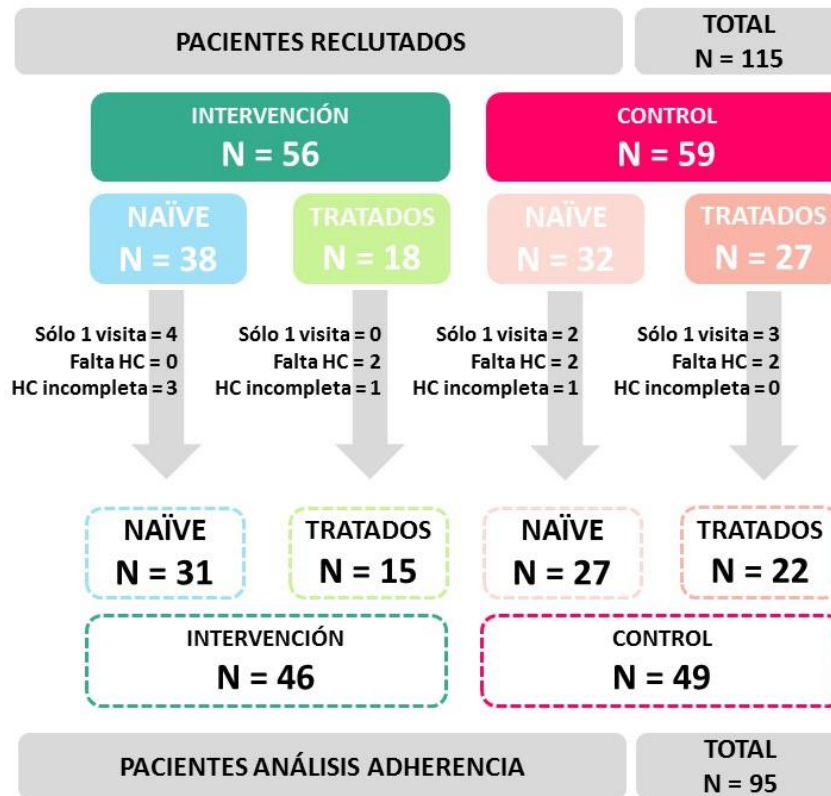 PACIENTES RECLUTADOS
TOTAL
N = 115
INTERVENCIÓN
N = 56
CONTROL
N = 59
NAÏVE
N = 38
TRATADOS
N = 18
NAÏVE
N = 32
TRATADOS
N = 27
Sólo 1 visita = 4
Falta HC = 0
HC incompleta = 3
Sólo 1 visita = 0
Falta HC = 2
HC incompleta = 1
Sólo 1 visita = 2
Falta HC = 2
HC incompleta = 1
Sólo 1 visita = 3
Falta HC = 2
HC incompleta = 0
NAÏVE
N = 31
TRATADOS
N = 15
NAÏVE
N = 27
TRATADOS
N = 22
INTERVENCIÓN
N = 46
CONTROL
N = 49
PACIENTES ANÁLISIS ADHERENCIA
TOTAL
N = 95